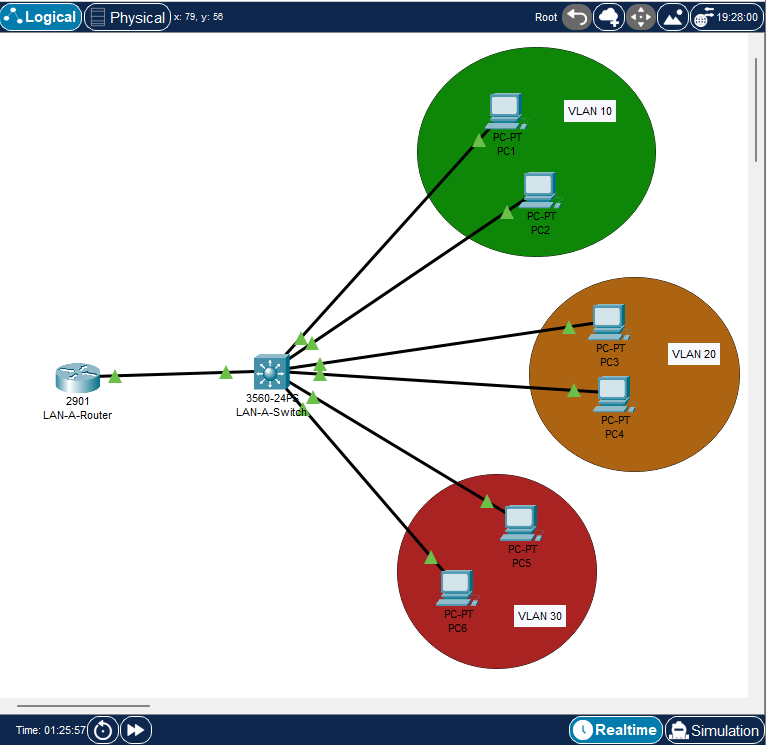 Logical
Physical
x: 79, y: 56
Root
19:28:00
VLAN 10
PC-PT
PC1
PC-PT
PC2
PC-PT
PC3
VLAN 20
PC-PT
PC4
2901
LAN-A-Router
3560-24PS
LAN-A-Switch
PC-PT
PC5
PC-PT
PC6
VLAN 30
Time: 01:25:57
Realtime
Simulation